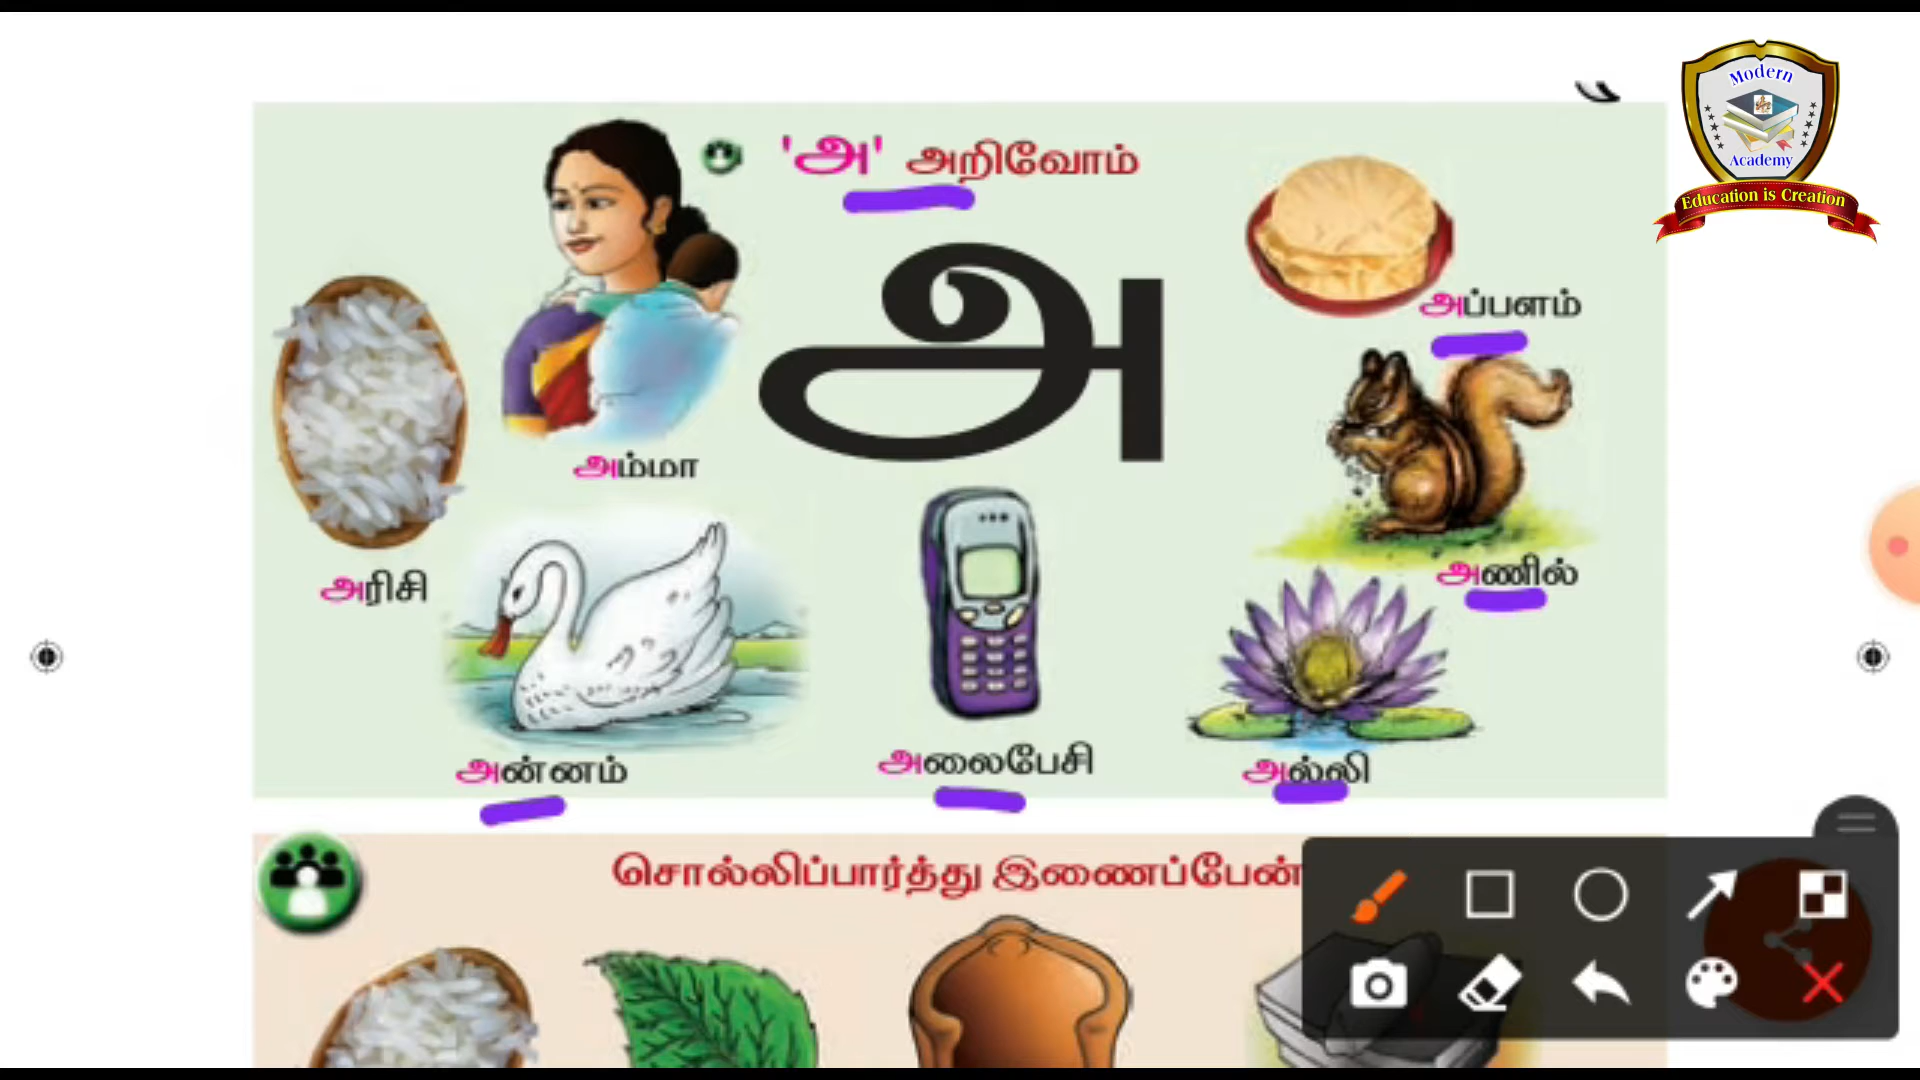 Modern
Academy
Education is Creation
'அ' அறிவோம்
அ
அப்பளம்
அம்மா
அணில்
அரிசி
அன்னம்
அலைபேசி
அல்லி
சொல்லிப்பார்த்து இணைப்பேன்